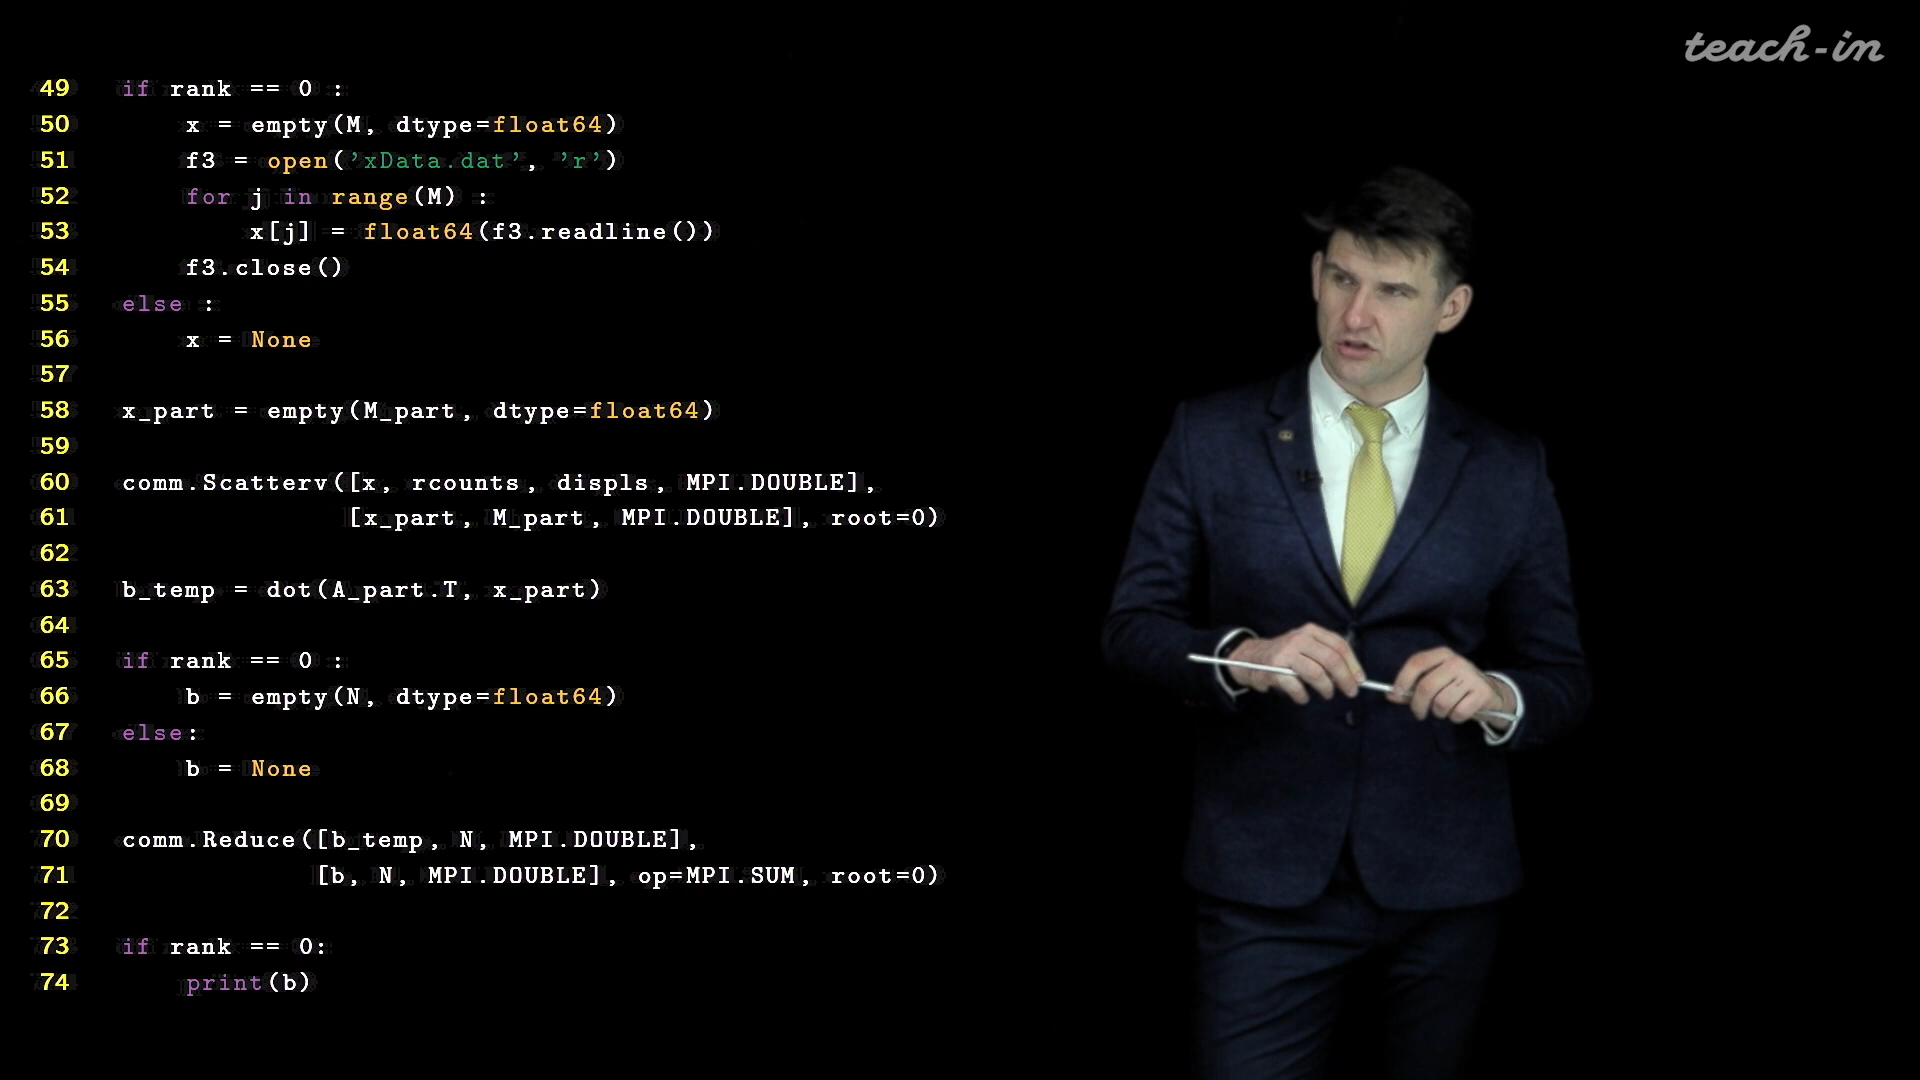 teach-in
49 if rank == 0 :
50     x = empty(M, dtype=float64)
51     f3 = open('xData.dat', 'r')
52     for j in range(M) :
53         x[j] = float64(f3.readline())
54     f3.close()
55 else :
56     x = None
57
58 x_part = empty(M_part, dtype=float64)
59
60 comm.Scatterv([x, rcounts, displs, MPI.DOUBLE],
61               [x_part, M_part, MPI.DOUBLE], root=0)
62
63 b_temp = dot(A_part.T, x_part)
64
65 if rank == 0 :
66     b = empty(N, dtype=float64)
67 else:
68     b = None
69
70 comm.Reduce([b_temp, N, MPI.DOUBLE],
71             [b, N, MPI.DOUBLE], op=MPI.SUM, root=0)
72
73 if rank == 0:
74     print(b)